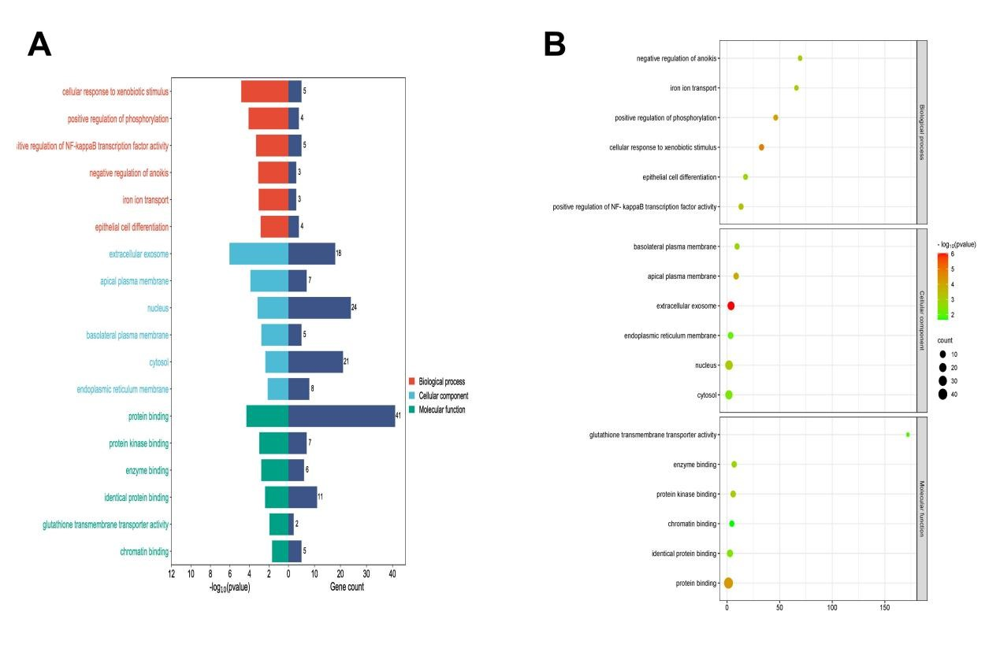 A
cellular response to xenobiotic stimulus
5
positive regulation of phosphorylation
4
itive regulation of NF-kappaB transcription factor activity
5
negative regulation of anoikis
3
iron ion transport
3
epithelial cell differentiation
4
extracellular exosome
18
apical plasma membrane
7
nucleus
24
basolateral plasma membrane
5
cytosol
21
endoplasmic reticulum membrane
8
protein binding
41
protein kinase binding
7
enzyme binding
6
identical protein binding
11
glutathione transmembrane transporter activity
2
chromatin binding
5
12 10 8 6 4 2 0 10 20 30 40
-log10(pvalue) Gene count
Biological process
Cellular component
Molecular function
B
negative regulation of anoikis
iron ion transport
positive regulation of phosphorylation
cellular response to xenobiotic stimulus
epithelial cell differentiation
positive regulation of NF- kappaB transcription factor activity
Biological process
basolateral plasma membrane
apical plasma membrane
extracellular exosome
endoplasmic reticulum membrane
nucleus
cytosol
Cellular component
glutathione transmembrane transporter activity
enzyme binding
protein kinase binding
chromatin binding
identical protein binding
protein binding
Molecular function
0 50 100 150
- log10(pvalue)
6
5
4
3
2
count
10
20
30
40